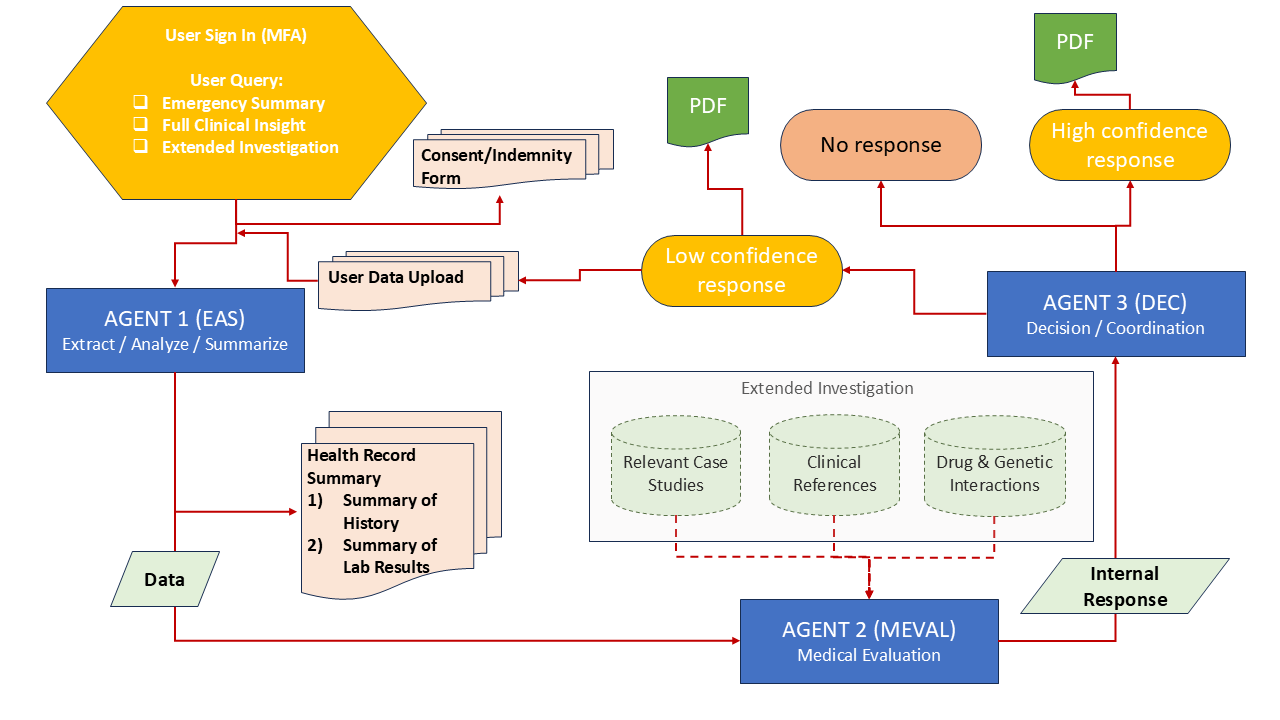 User Sign In (MFA)
User Query:
❑ Emergency Summary
❑ Full Clinical Insight
❑ Extended Investigation
Consent/Indemnity
Form
PDF
No response
PDF
High confidence
response
User Data Upload
Low confidence
response
AGENT 1 (EAS)
Extract / Analyze / Summarize
AGENT 3 (DEC)
Decision / Coordination
Extended Investigation
Relevant Case
Studies
Clinical
References
Drug & Genetic
Interactions
Health Record
Summary
1) Summary of
History
2) Summary of
Lab Results
Data
Internal
Response
AGENT 2 (MEVAL)
Medical Evaluation